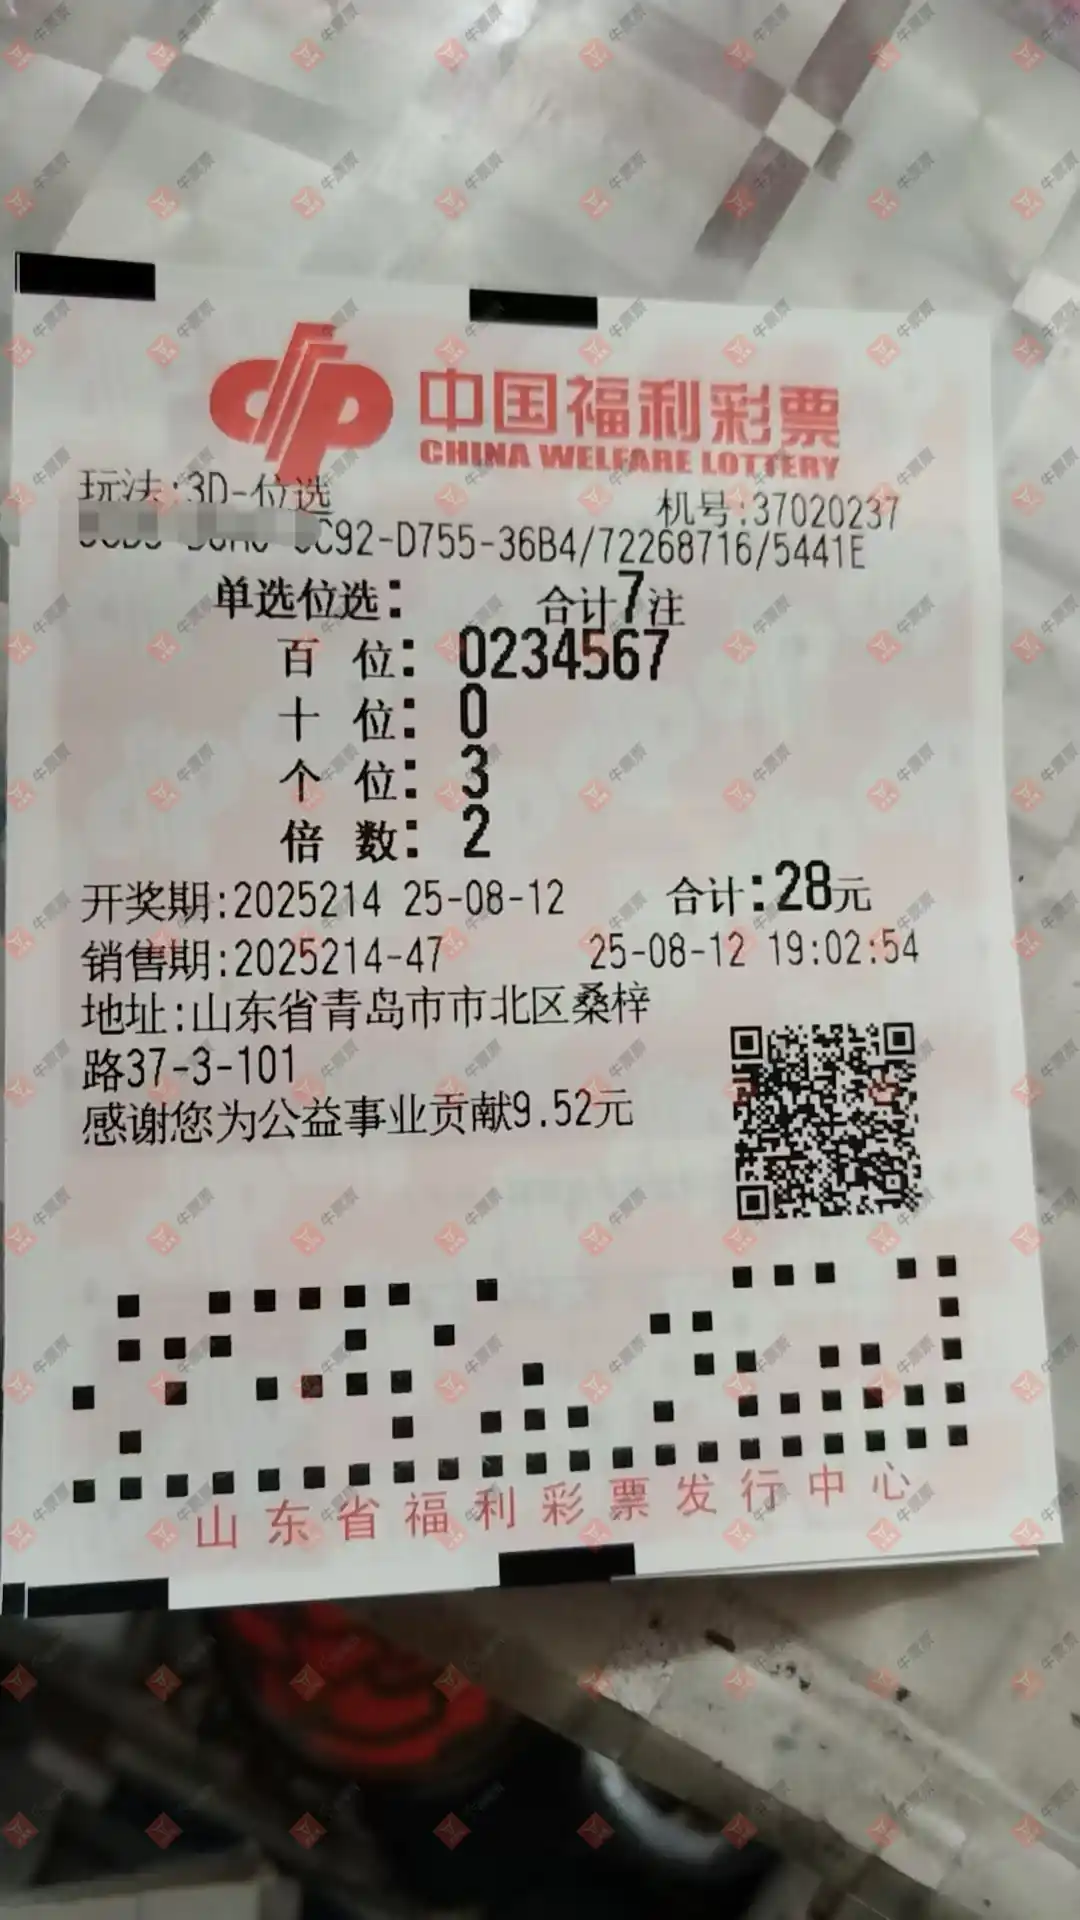 中国福利彩票
CHINA WELFARE LOTTERY
玩法:3D-位选
机号:37020237
C92-D755-36B4/72268716/5441E
单选位选: 合计7注
百 位: 0234567
十 位: 0
个 位: 3
倍 数: 2
开奖期:2025214 25-08-12 合计:28元
销售期:2025214-47 25-08-12 19:02:54
地址:山东省青岛市市北区桑梓
路37-3-101
感谢您为公益事业贡献9.52元
山东省福利彩票发行中心
牛票票